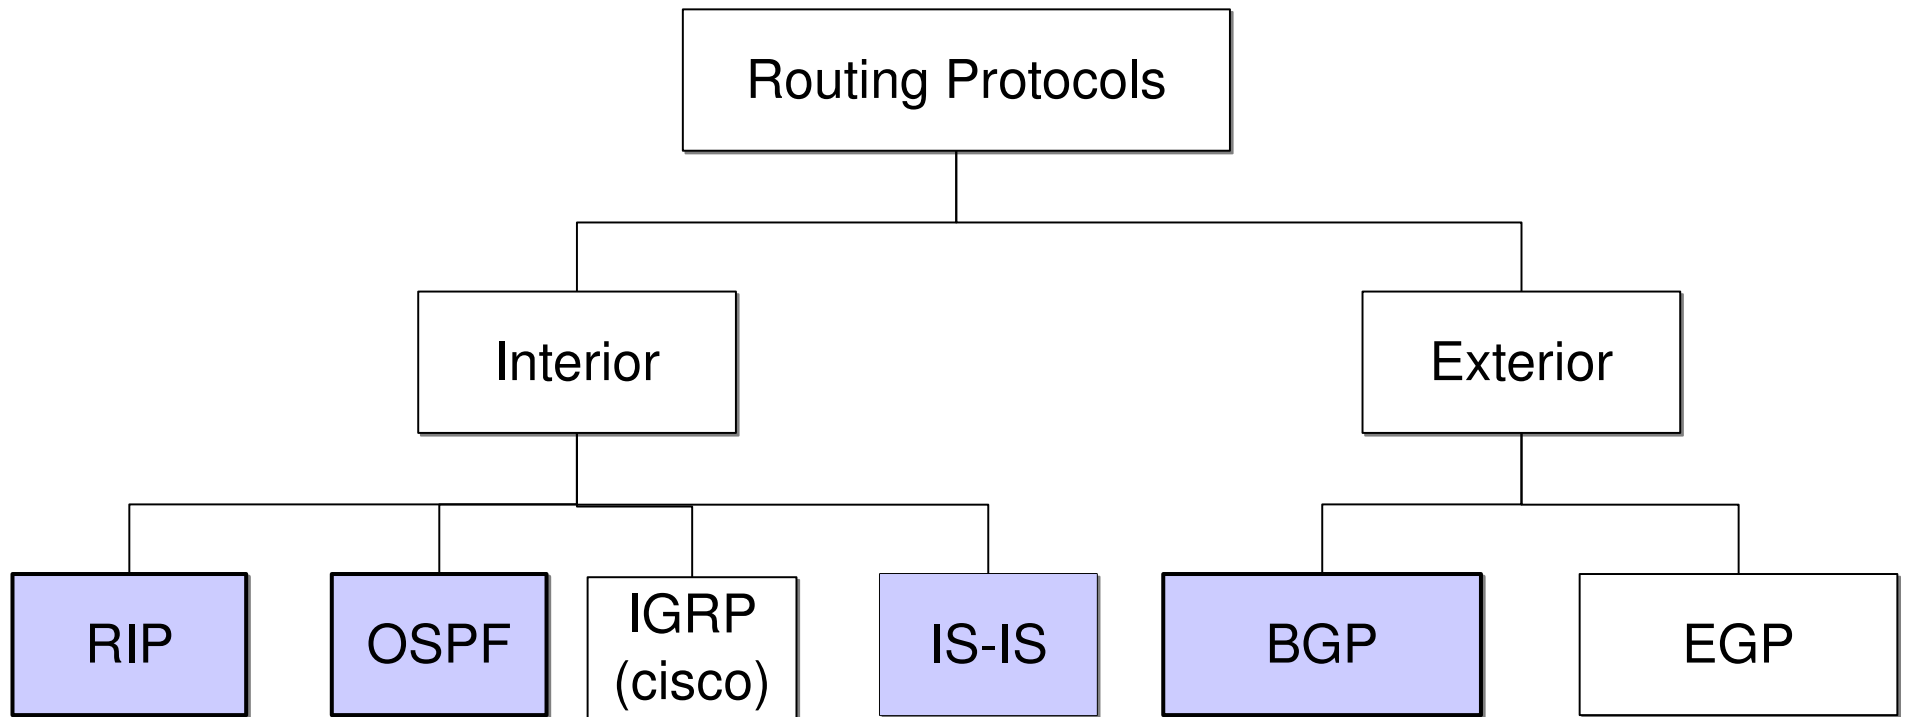 Routing Protocols
Interior
Exterior
RIP
OSPF
IGRP
(cisco)
IS-IS
BGP
EGP